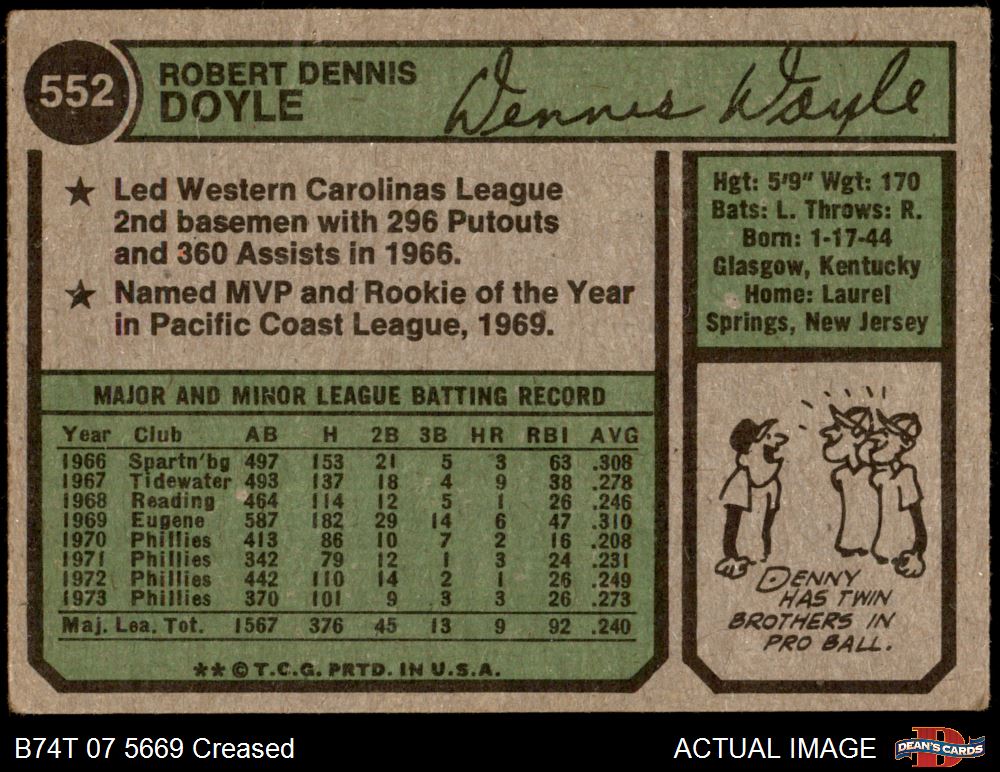 552
ROBERT DENNIS
DOYLE
Dennis Doyle
★ Led Western Carolinas League
2nd basemen with 296 Putouts
and 360 Assists in 1966.
★ Named MVP and Rookie of the Year
in Pacific Coast League, 1969.
Hgt: 5'9" Wgt: 170
Bats: L. Throws: R.
Born: 1-17-44
Glasgow, Kentucky
Home: Laurel
Springs, New Jersey
MAJOR AND MINOR LEAGUE BATTING RECORD
Year Club AB H 2B 3B HR RBI AVG
1966 Spartn'bg 497 153 21 5 3 63 .308
1967 Tidewater 493 137 18 4 9 38 .278
1968 Reading 464 114 12 5 1 26 .246
1969 Eugene 587 182 29 14 6 47 .310
1970 Phillies 413 86 10 7 2 16 .208
1971 Phillies 342 79 12 1 3 24 .231
1972 Phillies 442 110 14 2 1 26 .249
1973 Phillies 370 101 9 3 3 26 .273
Maj. Lea. Tot. 1567 376 45 13 9 92 .240
**© T.C.G. PRTD. IN U.S.A.
DENNY
HAS TWIN
BROTHERS IN
PRO BALL.
B74T 07 5669 Creased
ACTUAL IMAGE
DEAN'S CARDS